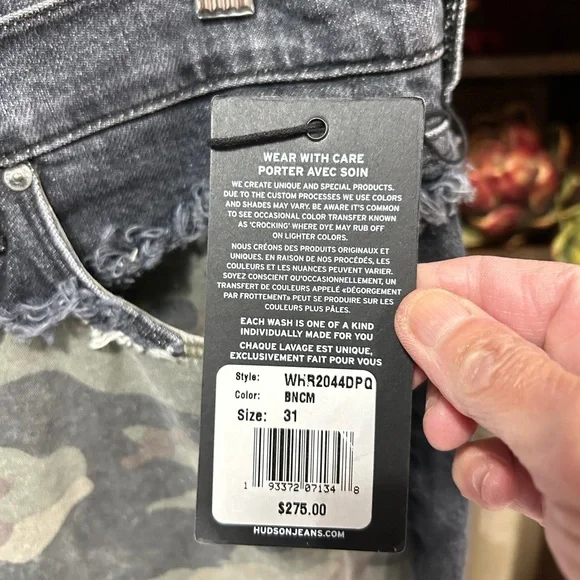 WEAR WITH CARE
PORTER AVEC SOIN
WE CREATE UNIQUE AND SPECIAL PRODUCTS.
DUE TO THE CUSTOM PROCESSES WE USE COLORS
AND SHADES MAY VARY. BE AWARE IT'S COMMON
TO SEE OCCASIONAL COLOR TRANSFER KNOWN
AS 'CROCKING' WHERE DYE MAY RUB OFF
ON LIGHTER COLORS.
NOUS CRÉONS DES PRODUITS ORIGINAUX ET
UNIQUES. EN RAISON DE NOS PROCÉDÉS, LES
COULEURS ET LES NUANCES PEUVENT VARIER.
SOYEZ CONSCIENT QU'OCCASIONNELLEMENT, UN
TRANSFERT DE COULEURS APPELÉ «DÉGORGEMENT
PAR FROTTEMENT» PEUT SE PRODUIRE SUR LES
COULEURS PLUS PÂLES.
EACH WASH IS ONE OF A KIND
INDIVIDUALLY MADE FOR YOU
CHAQUE LAVAGE EST UNIQUE,
EXCLUSIVEMENT FAIT POUR VOUS
Style: WHR2044DPQ
Color: BNCM
Size: 31
1 93372 07134 8
$275.00
HUDSONJEANS.COM